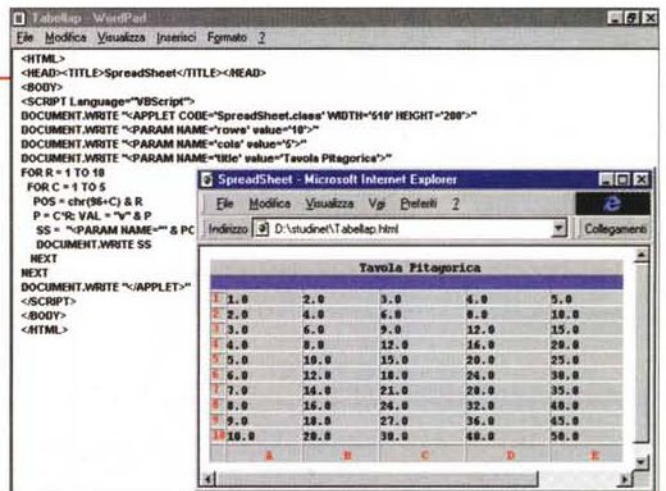 Tabellap - WordPad
File Modifica Visualizza Inserisci Formato ?
<HTML>
<HEAD><TITLE>SpreadSheet</TITLE></HEAD>
<BODY>
<SCRIPT Language="VBScript">
DOCUMENT.WRITE "<APPLET CODE='SpreadSheet.class' WIDTH='510' HEIGHT='200'>"
DOCUMENT.WRITE "<PARAM NAME='rows' value='10'>"
DOCUMENT.WRITE "<PARAM NAME='cols' value='5'>"
DOCUMENT.WRITE "<PARAM NAME='title' value='Tavola Pitagorica'>"
FOR R = 1 TO 10
FOR C = 1 TO 5
POS = chr(96+C) & R
P = C*R: VAL = "v" & P
SS = "<PARAM NAME='" & PO
DOCUMENT.WRITE SS
NEXT
NEXT
DOCUMENT.WRITE "</APPLET>"
</SCRIPT>
</BODY>
</HTML>
SpreadSheet - Microsoft Internet Explorer
File Modifica Visualizza Vai Preferiti ?
Indirizzo D:\studinet\Tabellap.html Collegamenti
Tavola Pitagorica
1 1.0 2.0 3.0 4.0 5.0
2 2.0 4.0 6.0 8.0 10.0
3 3.0 6.0 9.0 12.0 15.0
4 4.0 8.0 12.0 16.0 20.0
5 5.0 10.0 15.0 20.0 25.0
6 6.0 12.0 18.0 24.0 30.0
7 7.0 14.0 21.0 28.0 35.0
8 8.0 16.0 24.0 32.0 40.0
9 9.0 18.0 27.0 36.0 45.0
10 10.0 20.0 30.0 40.0 50.0
A B C D E